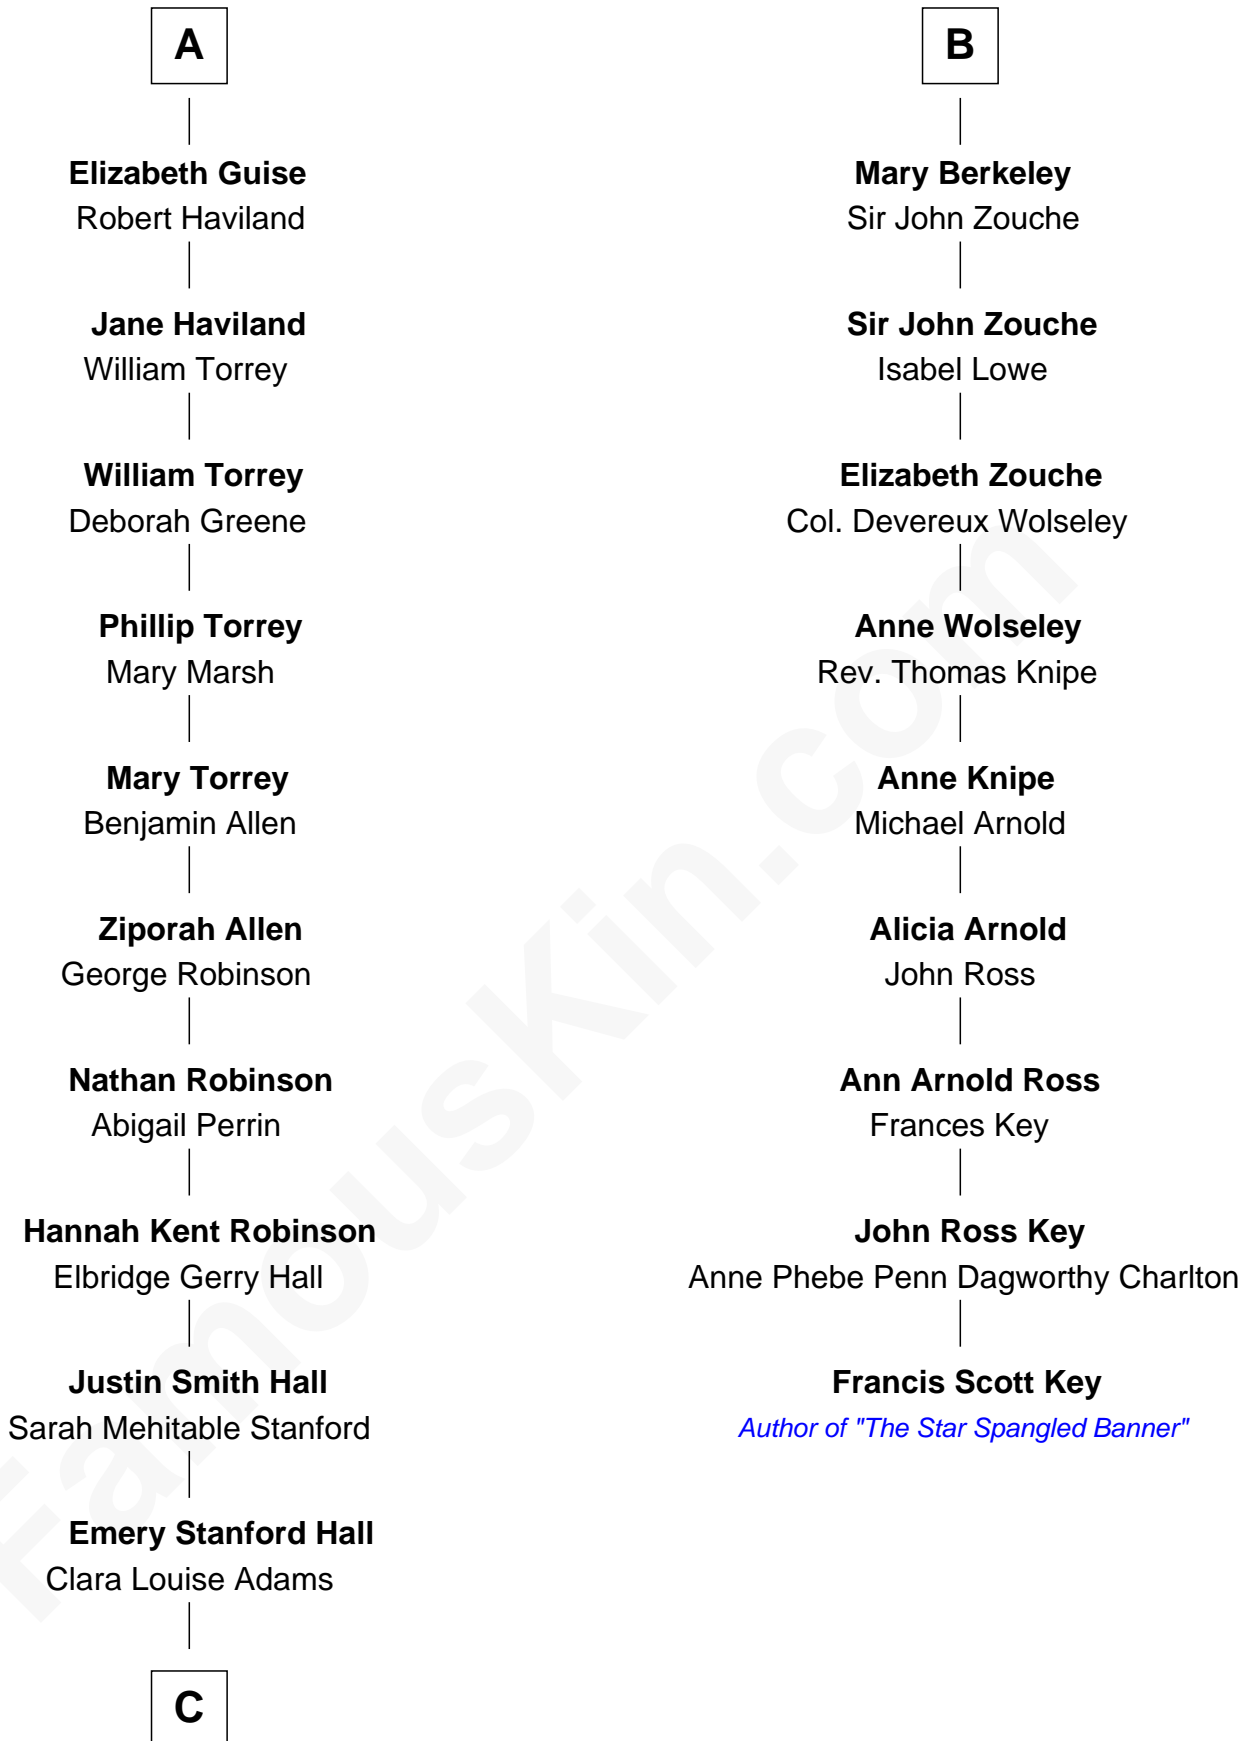 A
Elizabeth Guise
Robert Haviland
Jane Haviland
William Torrey
William Torrey
Deborah Greene
Phillip Torrey
Mary Marsh
Mary Torrey
Benjamin Allen
Ziporah Allen
George Robinson
Nathan Robinson
Abigail Perrin
Hannah Kent Robinson
Elbridge Gerry Hall
Justin Smith Hall
Sarah Mehitable Stanford
Emery Stanford Hall
Clara Louise Adams
C
B
Mary Berkeley
Sir John Zouche
Sir John Zouche
Isabel Lowe
Elizabeth Zouche
Col. Devereux Wolseley
Anne Wolseley
Rev. Thomas Knipe
Anne Knipe
Michael Arnold
Alicia Arnold
John Ross
Ann Arnold Ross
Frances Key
John Ross Key
Anne Phebe Penn Dagworthy Charlton
Francis Scott Key
Author of "The Star Spangled Banner"
FamousKin.com